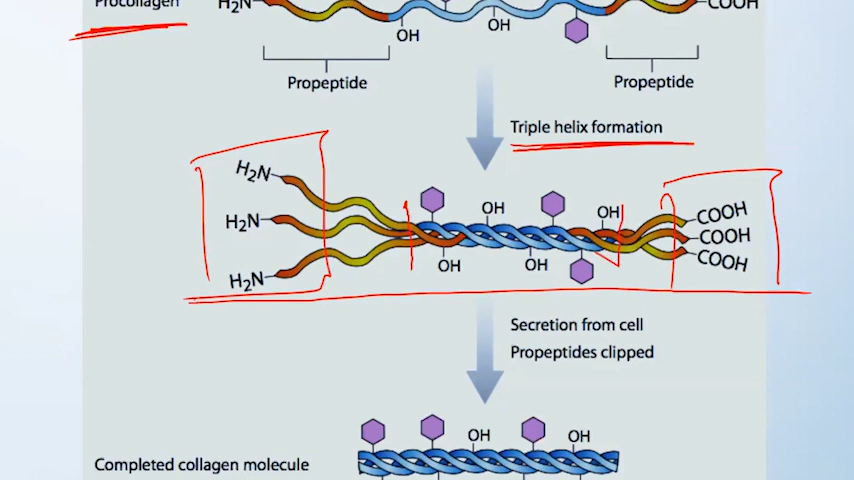 Procollagen
H₂N
COOH
OH
OH
Propeptide
Propeptide
Triple helix formation
H₂N
OH
OH
COOH
H₂N
COOH
OH
OH
COOH
H₂N
Secretion from cell
Propeptides clipped
OH
OH
Completed collagen molecule